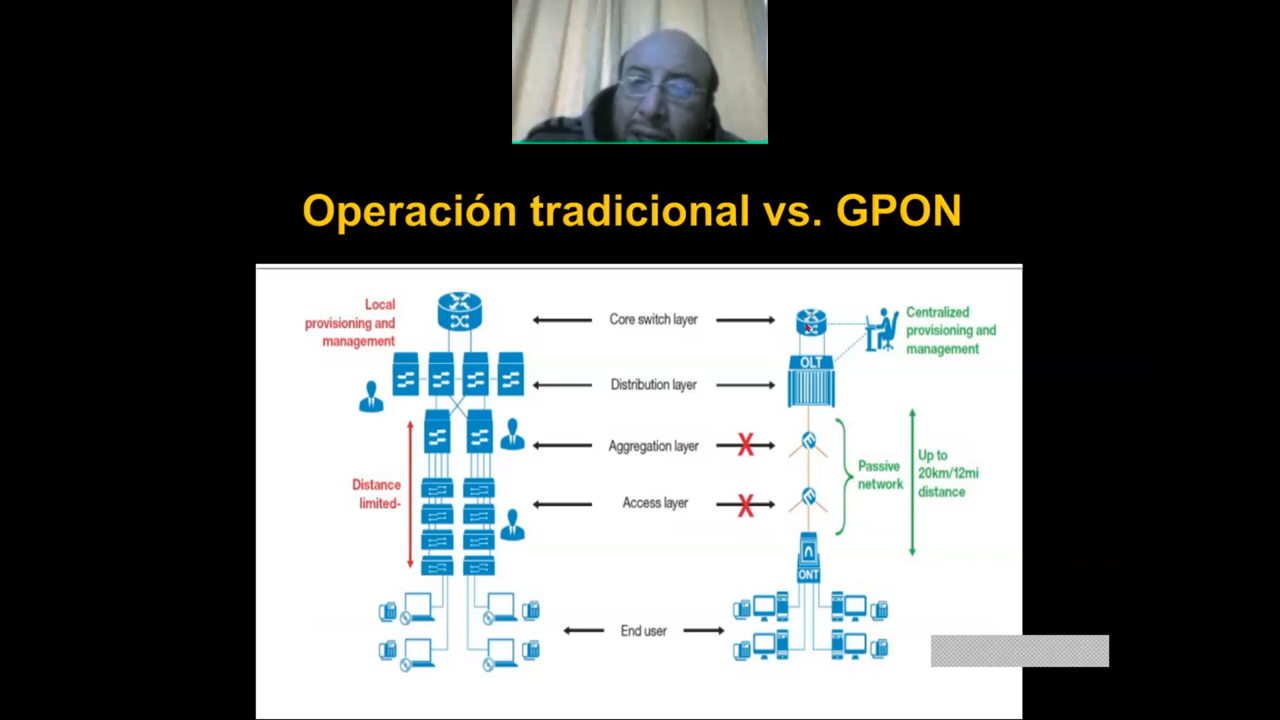 Operación tradicional vs. GPON
Local
provisioning and
management
Core switch layer
Centralized
provisioning and
management
OLT
Distribution layer
Aggregation layer
X
Distance
limited-
Access layer
X
Passive
network
Up to
20km/12mi
distance
ONT
End user